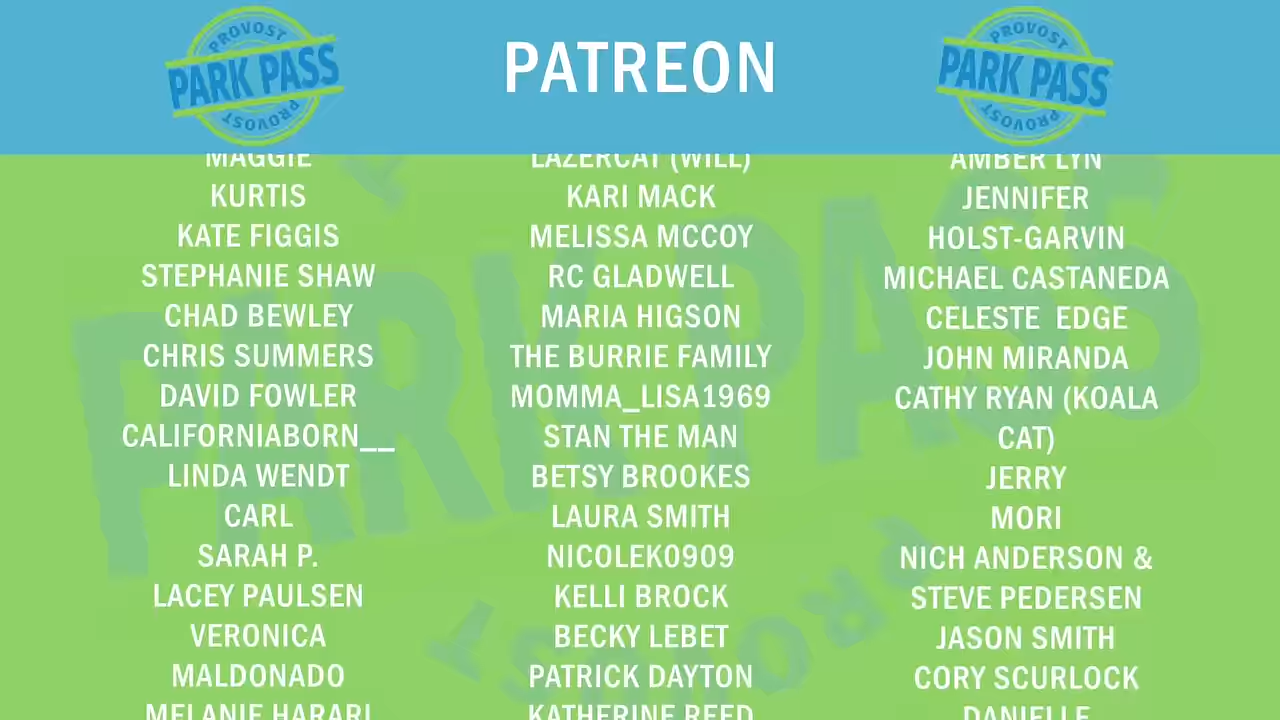 PROVOST
PARK PASS
PROVOST
PATREON
PROVOST
PARK PASS
PROVOST
MAGGIE
KURTIS
KATE FIGGIS
STEPHANIE SHAW
CHAD BEWLEY
CHRIS SUMMERS
DAVID FOWLER
CALIFORNIABORN__
LINDA WENDT
CARL
SARAH P.
LACEY PAULSEN
VERONICA
MALDONADO
MELANIE HARARI
LAZERCAT (WILL)
KARI MACK
MELISSA MCCOY
RC GLADWELL
MARIA HIGSON
THE BURRIE FAMILY
MOMMA_LISA1969
STAN THE MAN
BETSY BROOKES
LAURA SMITH
NICOLEK0909
KELLI BROCK
BECKY LEBET
PATRICK DAYTON
KATHERINE REED
AMBER LYN
JENNIFER
HOLST-GARVIN
MICHAEL CASTANEDA
CELESTE EDGE
JOHN MIRANDA
CATHY RYAN (KOALA
CAT)
JERRY
MORI
NICH ANDERSON &
STEVE PEDERSEN
JASON SMITH
CORY SCURLOCK
DANIELLE
PARK PASS
PROVOST